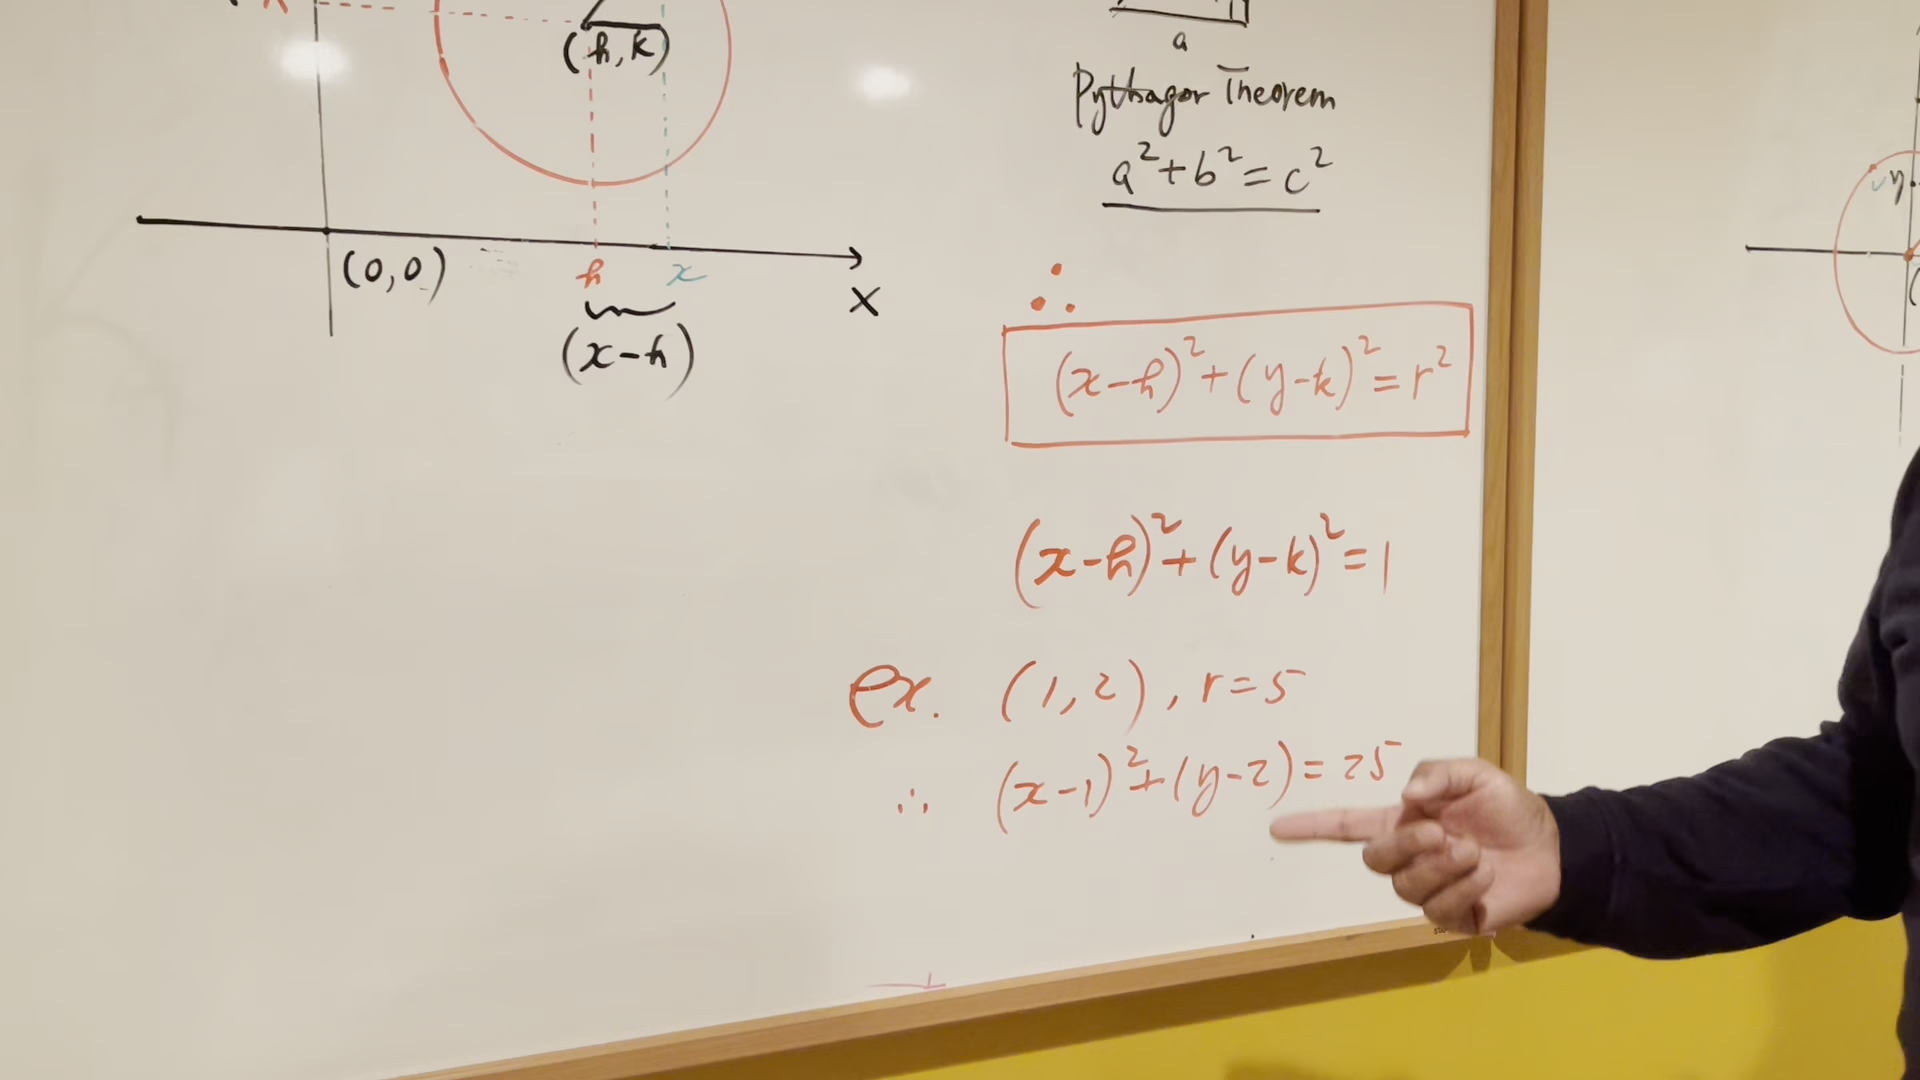 (h, k)
(0,0)
h x
X
(x-h)
a
Pythagor Theorem
a²+b²=c²
∴
(x-h)²+(y-k)²=r²
(x-h)²+(y-k)²=1
ex. (1,2), r=5
∴ (x-1)²+(y-2)=25
y